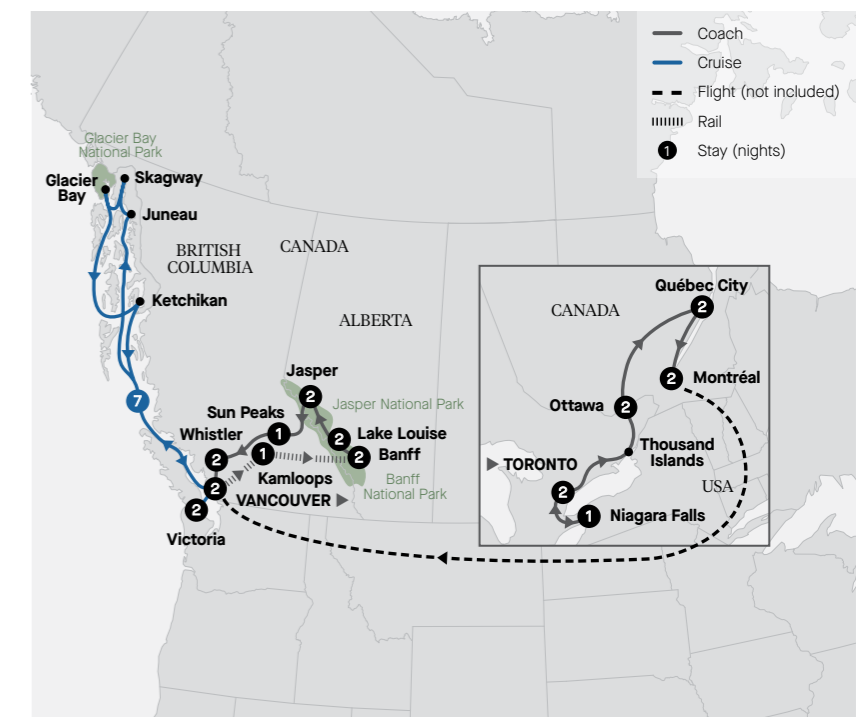 Coach
Cruise
Flight (not included)
Rail
1 Stay (nights)
Glacier Bay
National Park
Glacier
Bay
Skagway
Juneau
BRITISH
COLUMBIA
CANADA
Ketchikan
ALBERTA
7
Jasper
2
Jasper National Park
Sun Peaks
1
Whistler
2
2
Lake Louise
1
2
Banff
Kamloops
Banff
National Park
2
VANCOUVER
2
Victoria
Québec City
CANADA
2
2
Montréal
Ottawa
2
Thousand
Islands
TORONTO
USA
2
1
Niagara Falls